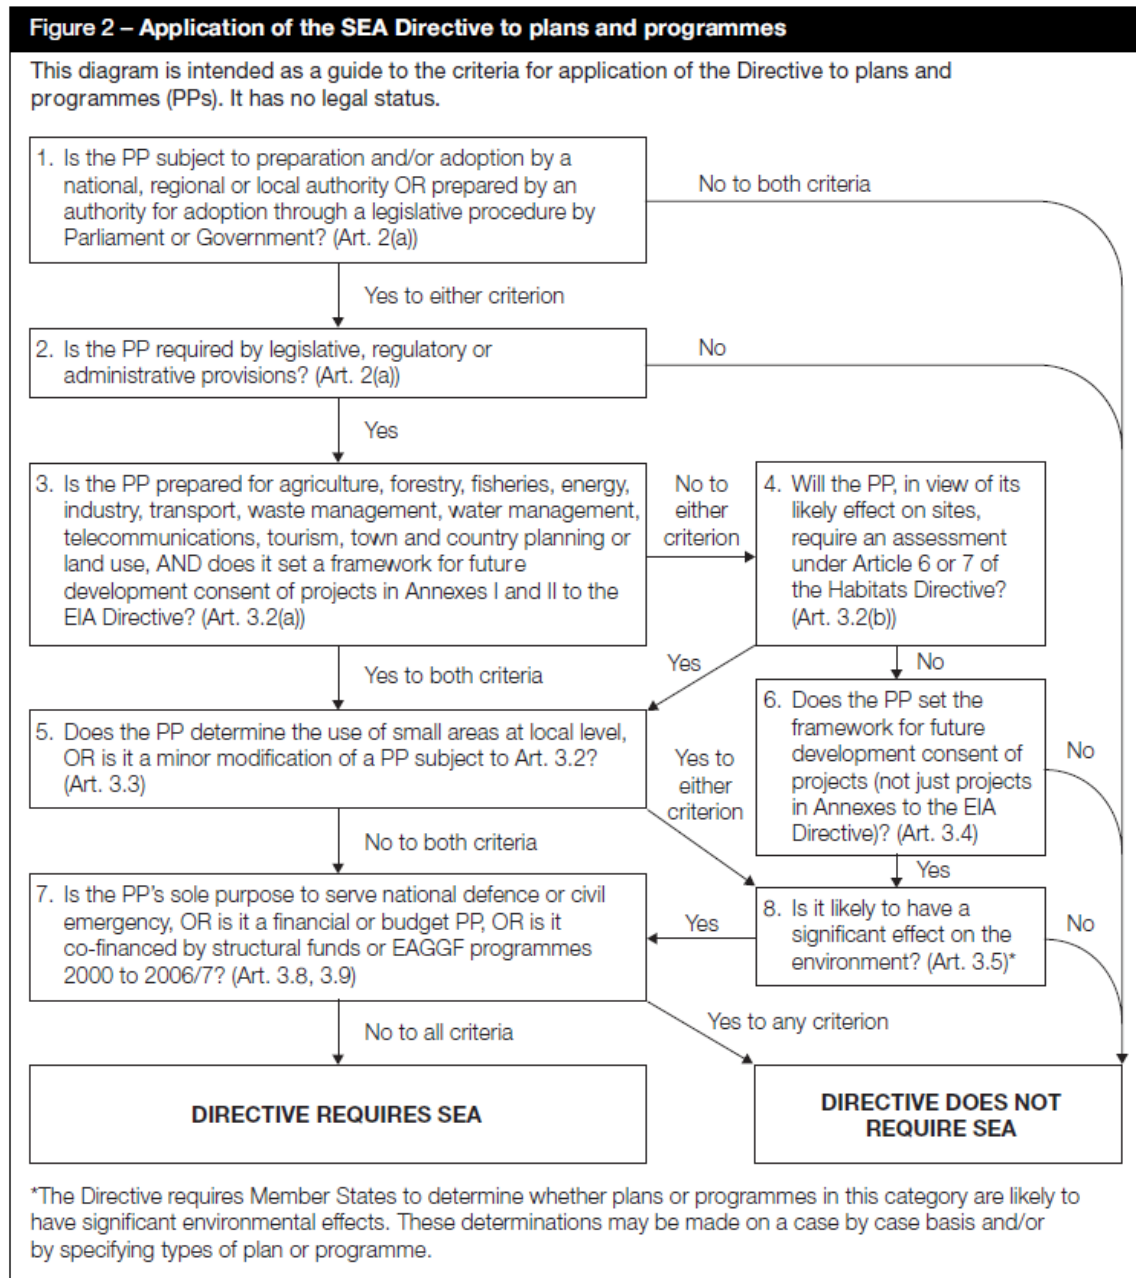 Figure 2 – Application of the SEA Directive to plans and programmes
This diagram is intended as a guide to the criteria for application of the Directive to plans and
programmes (PPs). It has no legal status.
1. Is the PP subject to preparation and/or adoption by a
national, regional or local authority OR prepared by an
authority for adoption through a legislative procedure by
Parliament or Government? (Art. 2(a))
No to both criteria
Yes to either criterion
2. Is the PP required by legislative, regulatory or
administrative provisions? (Art. 2(a))
No
Yes
3. Is the PP prepared for agriculture, forestry, fisheries, energy,
industry, transport, waste management, water management,
telecommunications, tourism, town and country planning or
land use, AND does it set a framework for future
development consent of projects in Annexes I and II to the
EIA Directive? (Art. 3.2(a))
No to
either
criterion
4. Will the PP, in view of its
likely effect on sites,
require an assessment
under Article 6 or 7 of
the Habitats Directive?
(Art. 3.2(b))
Yes to both criteria
Yes
No
5. Does the PP determine the use of small areas at local level,
OR is it a minor modification of a PP subject to Art. 3.2?
(Art. 3.3)
Yes to
either
criterion
6. Does the PP set the
framework for future
development consent of
projects (not just projects
in Annexes to the EIA
Directive)? (Art. 3.4)
No
No to both criteria
Yes
7. Is the PP's sole purpose to serve national defence or civil
emergency, OR is it a financial or budget PP, OR is it
co-financed by structural funds or EAGGF programmes
2000 to 2006/7? (Art. 3.8, 3.9)
Yes
8. Is it likely to have a
significant effect on the
environment? (Art. 3.5)*
No
No to all criteria
Yes to any criterion
DIRECTIVE REQUIRES SEA
DIRECTIVE DOES NOT
REQUIRE SEA
*The Directive requires Member States to determine whether plans or programmes in this category are likely to
have significant environmental effects. These determinations may be made on a case by case basis and/or
by specifying types of plan or programme.